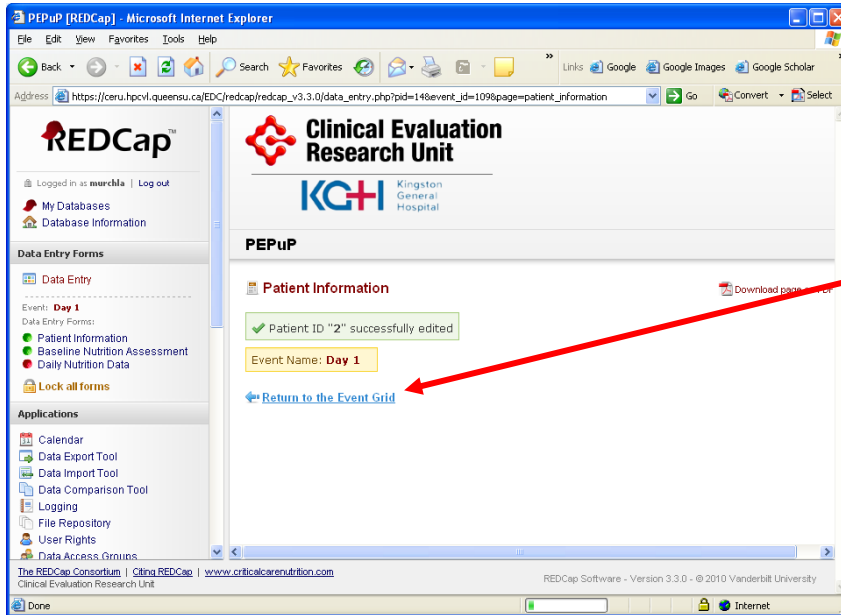 PEPuP [REDCap] - Microsoft Internet Explorer
File Edit View Favorites Tools Help
Back Search Favorites Links Google Google Images Google Scholar
Address https://ceru.hpcvl.queensu.ca/EDC/redcap/redcap_v3.3.0/data_entry.php?pid=14&event_id=109&page=patient_information Go Convert Select
REDCap™
Logged in as murchla | Log out
My Databases
Database Information
Data Entry Forms
Data Entry
Event: Day 1
Data Entry Forms:
Patient Information
Baseline Nutrition Assessment
Daily Nutrition Data
Lock all forms
Applications
Calendar
Data Export Tool
Data Import Tool
Data Comparison Tool
Logging
File Repository
User Rights
Data Access Groups
Clinical Evaluation
Research Unit
KGH Kingston
General
Hospital
PEPuP
Patient Information
Download page
Patient ID "2" successfully edited
Event Name: Day 1
Return to the Event Grid
The REDCap Consortium | Citing REDCap | www.criticalcarenutrition.com
Clinical Evaluation Research Unit
REDCap Software - Version 3.3.0 - © 2010 Vanderbilt University
Done Internet